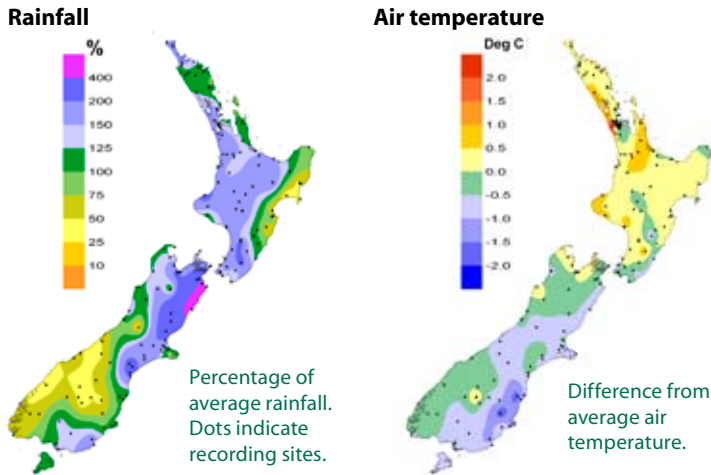 Rainfall
%
400
200
150
125
100
75
50
25
10
Percentage of
average rainfall.
Dots indicate
recording sites.
Air temperature
Deg C
2.0
1.5
1.0
0.5
0.0
-0.5
-1.0
-1.5
-2.0
Difference from
average air
temperature.